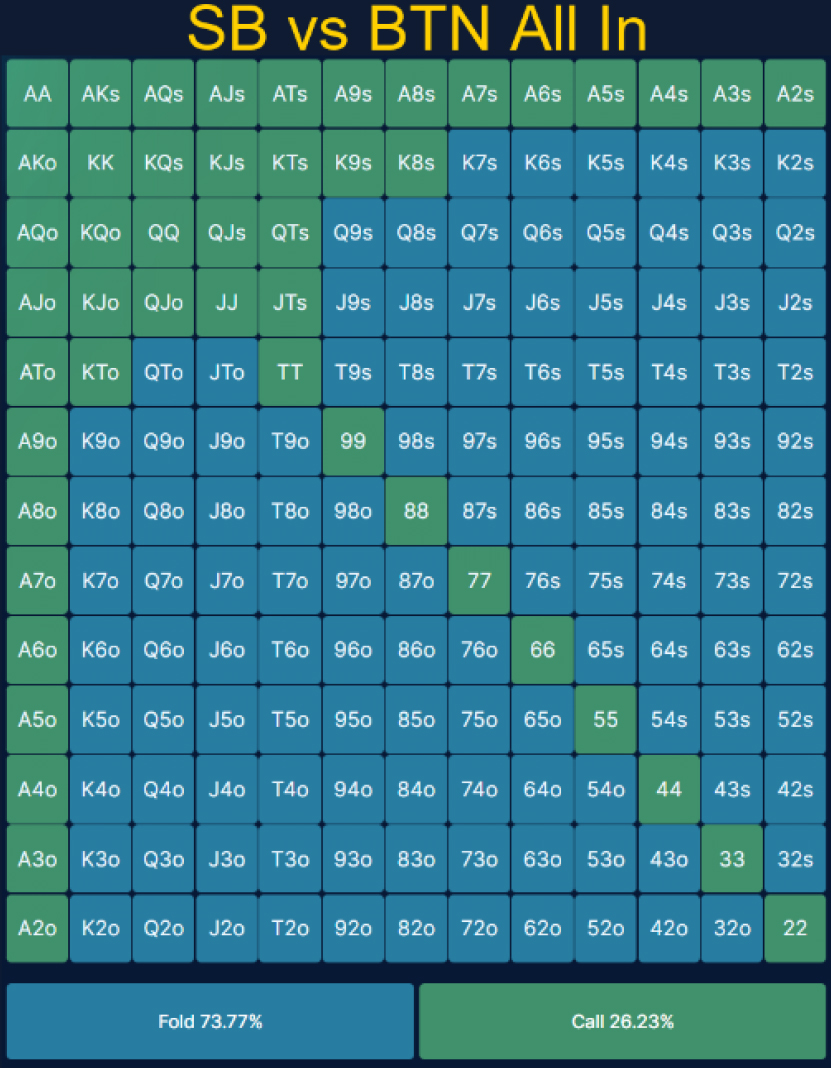 SB vs BTN All In
AA AKs AQs AJs ATs A9s A8s A7s A6s A5s A4s A3s A2s
AKo KK KQs KJs KTs K9s K8s K7s K6s K5s K4s K3s K2s
AQo KQo QQ QJs QTs Q9s Q8s Q7s Q6s Q5s Q4s Q3s Q2s
AJo KJo QJo JJ JTs J9s J8s J7s J6s J5s J4s J3s J2s
ATo KTo QTo JTo TT T9s T8s T7s T6s T5s T4s T3s T2s
A9o K9o Q9o J9o T9o 99 98s 97s 96s 95s 94s 93s 92s
A8o K8o Q8o J8o T8o 98o 88 87s 86s 85s 84s 83s 82s
A7o K7o Q7o J7o T7o 97o 87o 77 76s 75s 74s 73s 72s
A6o K6o Q6o J6o T6o 96o 86o 76o 66 65s 64s 63s 62s
A5o K5o Q5o J5o T5o 95o 85o 75o 65o 55 54s 53s 52s
A4o K4o Q4o J4o T4o 94o 84o 74o 64o 54o 44 43s 42s
A3o K3o Q3o J3o T3o 93o 83o 73o 63o 53o 43o 33 32s
A2o K2o Q2o J2o T2o 92o 82o 72o 62o 52o 42o 32o 22
Fold 73.77% Call 26.23%